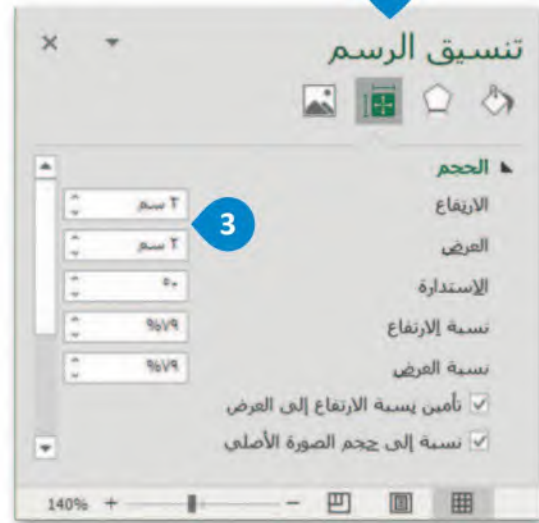 تنسيق الرسم
الحجم
الارتفاع ٢ سم
3
العرض ٢ سم
الاستدارة ٠°
نسبة الارتفاع ٧٩%
نسبة العرض ٧٩%
تأمين نسبة الارتفاع إلى العرض
نسبة إلى حجم الصورة الأصلي
140%